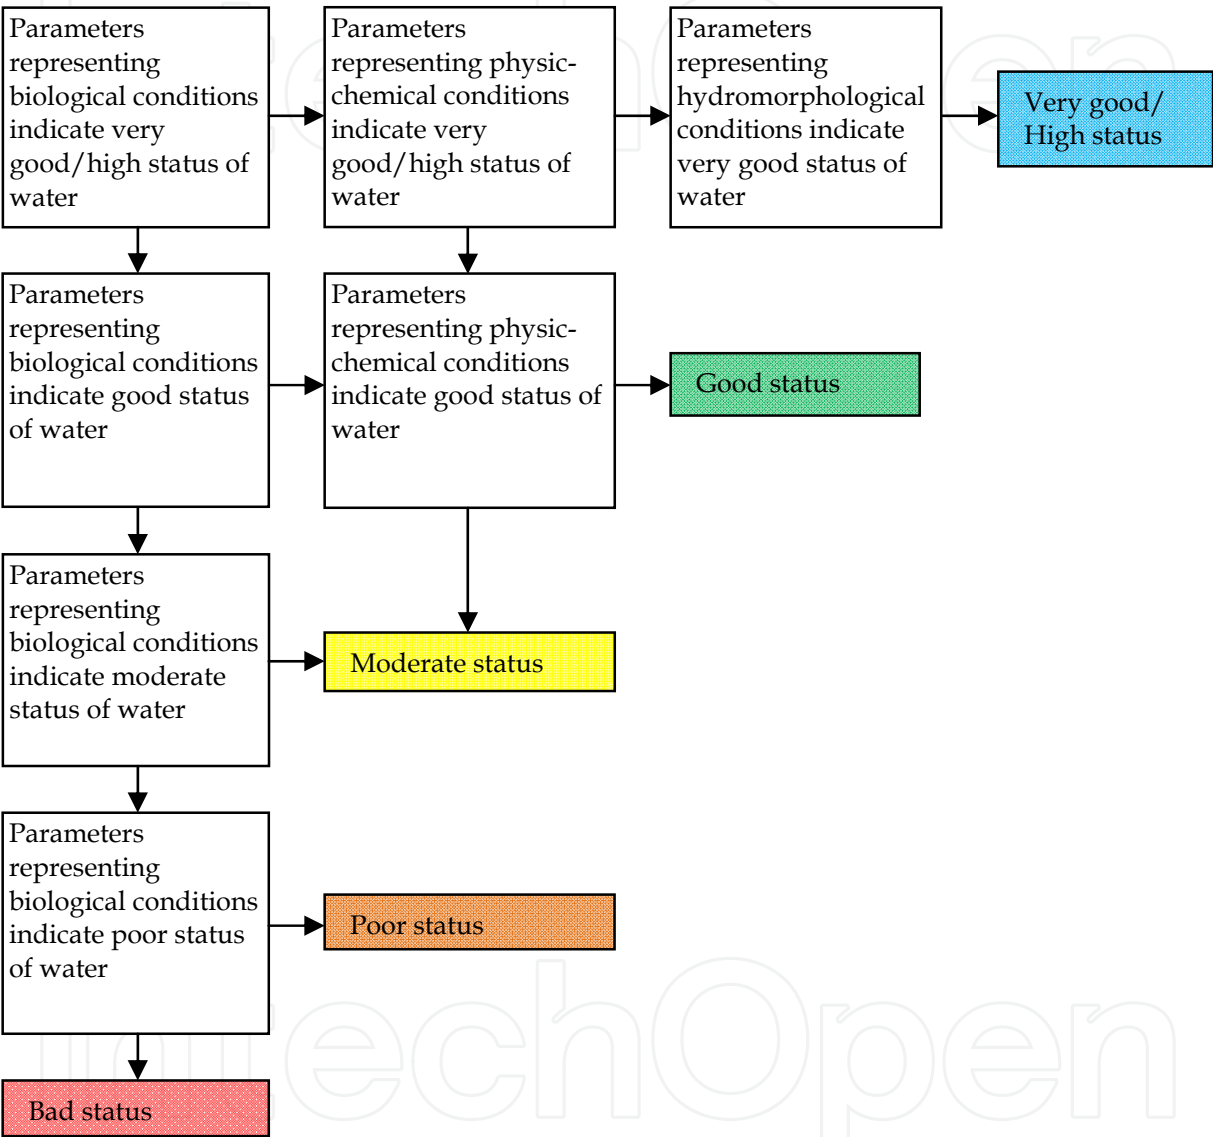 Parameters
representing
biological conditions
indicate very
good/high status of
water
Parameters
representing physic-
chemical conditions
indicate very
good/high status of
water
Parameters
representing
hydromorphological
conditions indicate
very good status of
water
Very good/
High status
Parameters
representing
biological conditions
indicate good status
of water
Parameters
representing physic-
chemical conditions
indicate good status of
water
Good status
Parameters
representing
biological conditions
indicate moderate
status of water
Moderate status
Parameters
representing
biological conditions
indicate poor status
of water
Poor status
Bad status
IntechOpen
IntechOpen